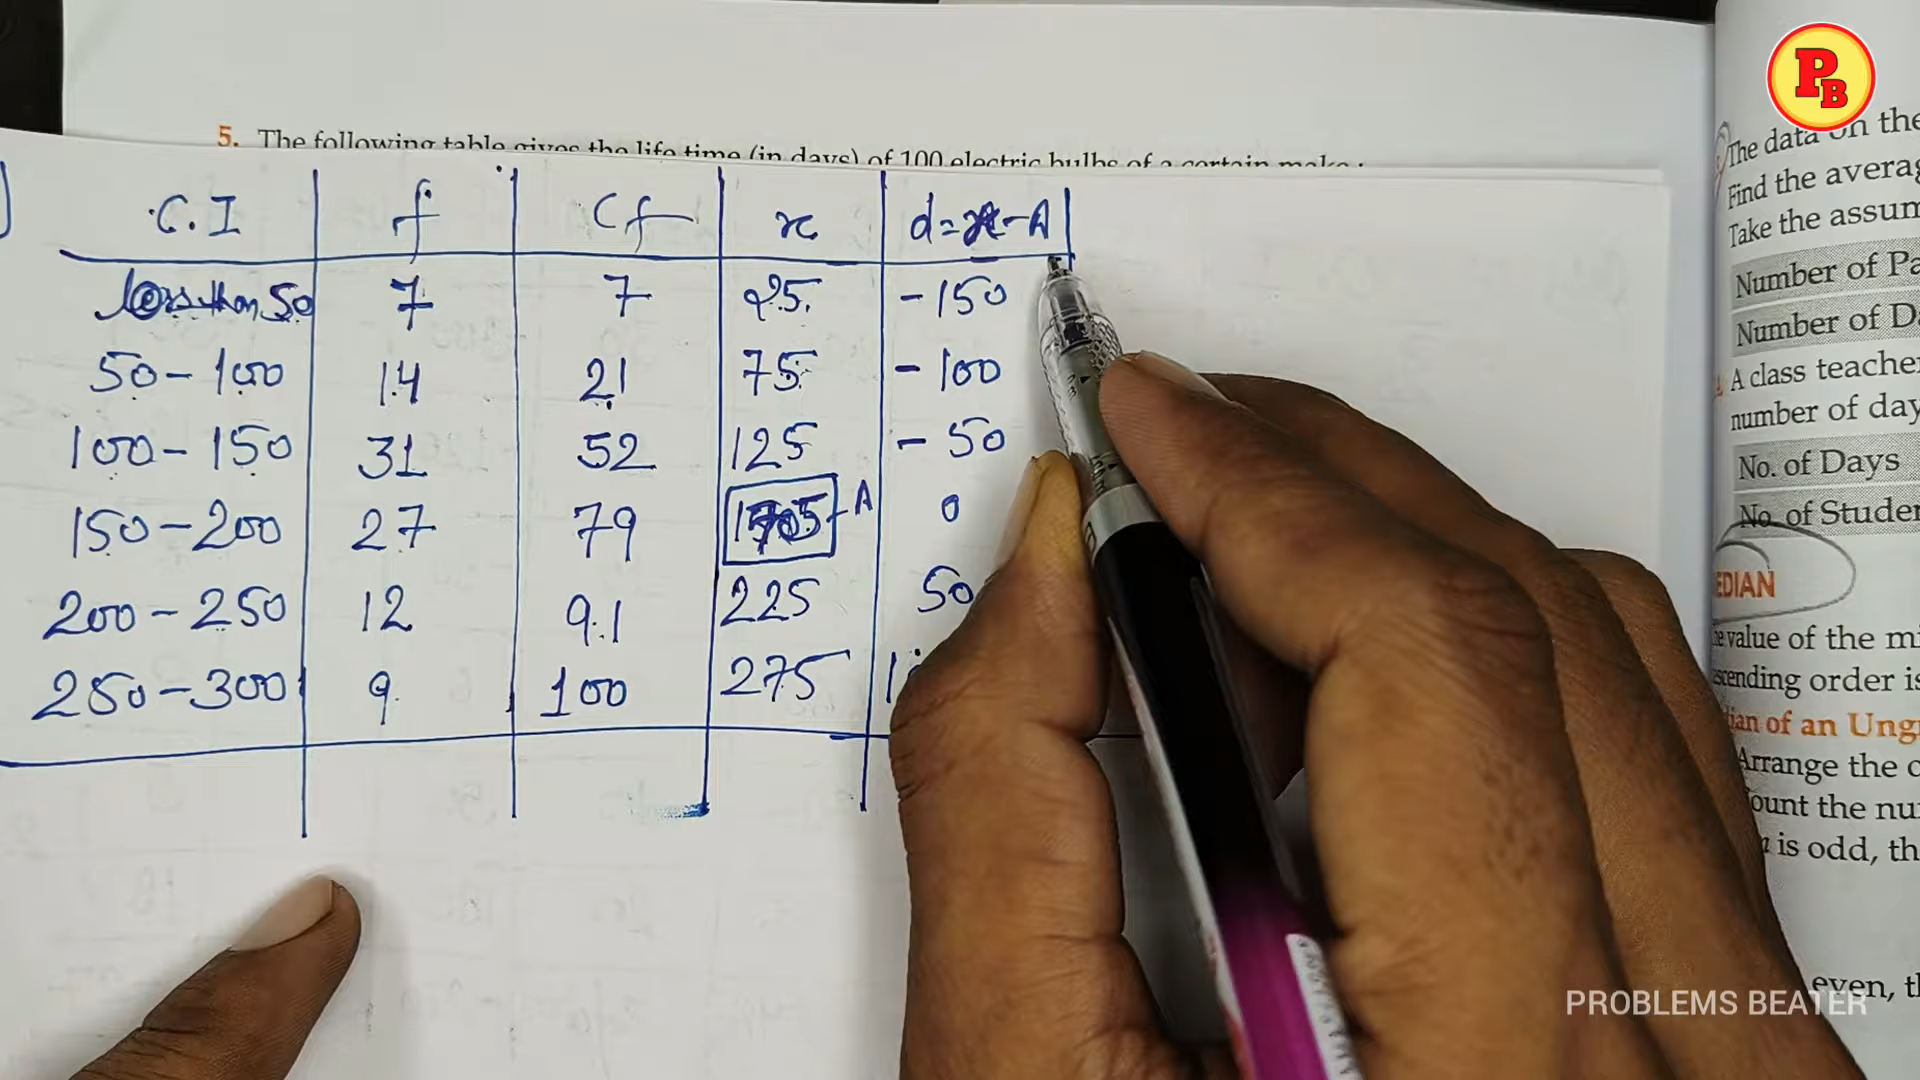 PB
5. The following table gives the life time (in days) of 100 electric bulbs of a certain make :
C.I f Cf x d=x-A
less than 50 7 7 25 -150
50-100 14 21 75 -100
100-150 31 52 125 -50
150-200 27 79 175 A 0
200-250 12 91 225 50
250-300 9 100 275
The data on the
Find the averag
Take the assum
Number of Pa
Number of Da
A class teacher
number of day
No. of Days
No. of Studen
EDIAN
value of the mi
scending order is
ian of an Ungr
Arrange the o
ount the nu
is odd, th
even, th
PROBLEMS BEATER